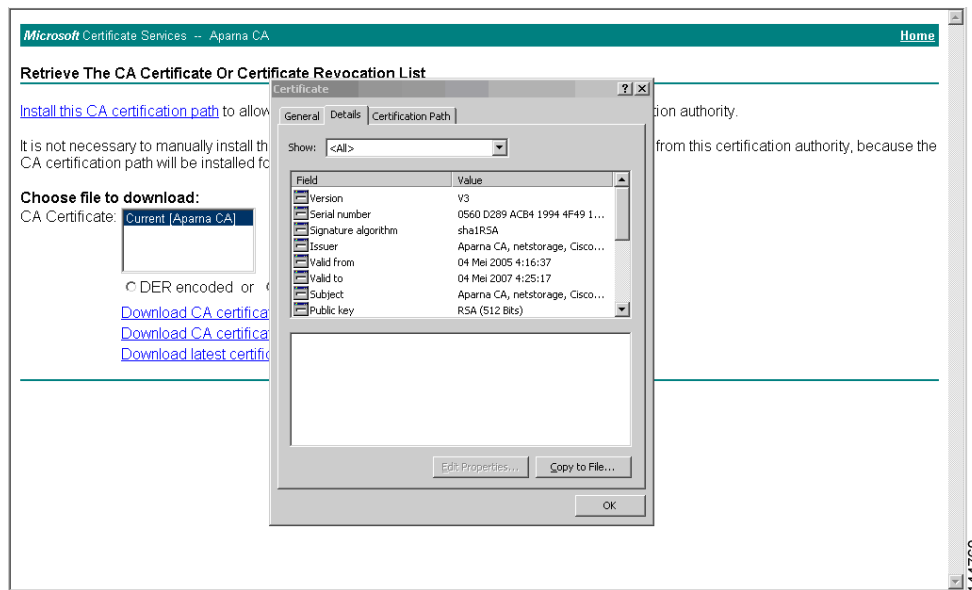 Microsoft Certificate Services -- Aparna CA Home
Retrieve The CA Certificate Or Certificate Revocation List
Install this CA certification path to allow
ion authority.
It is not necessary to manually install th
from this certification authority, because the
CA certification path will be installed fo
Choose file to download:
CA Certificate: Current [Aparna CA]
DER encoded or
Download CA certifica
Download CA certifica
Download latest certific
Certificate
General Details Certification Path
Show: <All>
Field Value
Version V3
Serial number 0560 D289 ACB4 1994 4F49 1...
Signature algorithm sha1RSA
Issuer Aparna CA, netstorage, Cisco...
Valid from 04 Mei 2005 4:16:37
Valid to 04 Mei 2007 4:25:17
Subject Aparna CA, netstorage, Cisco...
Public key RSA (512 Bits)
Edit Properties... Copy to File...
OK